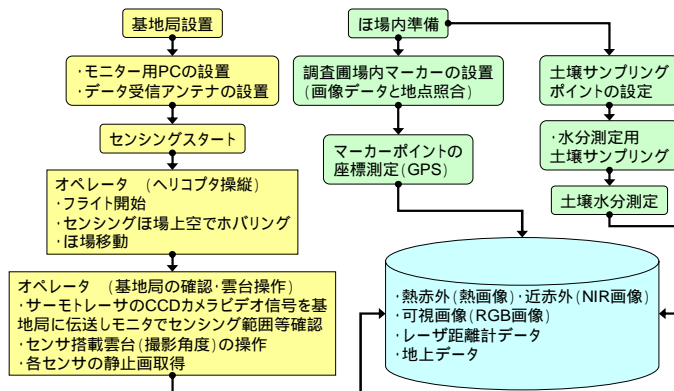 基地局設置
･モニター用PCの設置
･データ受信アンテナの設置
センシングスタート
オペレータ (ヘリコプタ操縦)
･フライト開始
･センシングほ場上空でホバリング
･ほ場移動
オペレータ (基地局の確認･雲台操作)
･サーモトレーサのCCDカメラビデオ信号を基
地局に伝送しモニタでセンシング範囲等確認
･センサ搭載雲台(撮影角度)の操作
･各センサの静止画取得
ほ場内準備
調査圃場内マーカーの設置
(画像データと地点照合)
マーカーポイントの
座標測定(GPS)
土壌サンプリング
ポイントの設定
･水分測定用
土壌サンプリング
土壌水分測定
･熱赤外(熱画像)･近赤外(NIR画像)
･可視画像(RGB画像)
･レーザ距離計データ
･地上データ